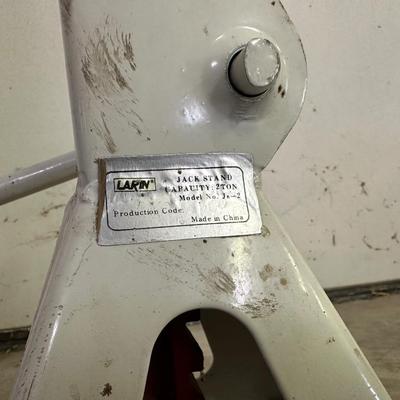 LARIN
JACK STAND
CAPACITY: 2TON
Model No.
Production Code:
Made in China